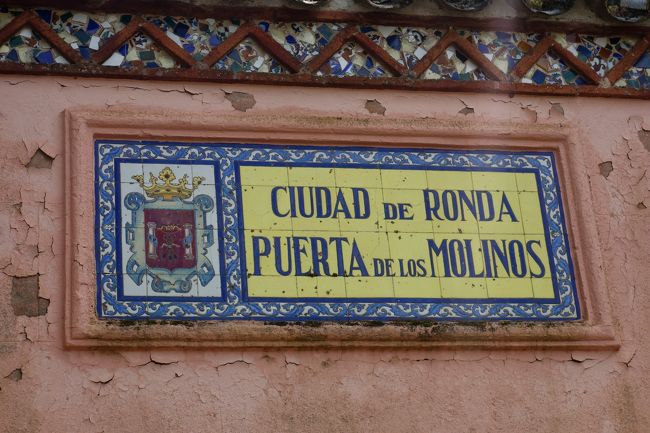 CIUDAD DE RONDA
PUERTA DE LOS MOLINOS